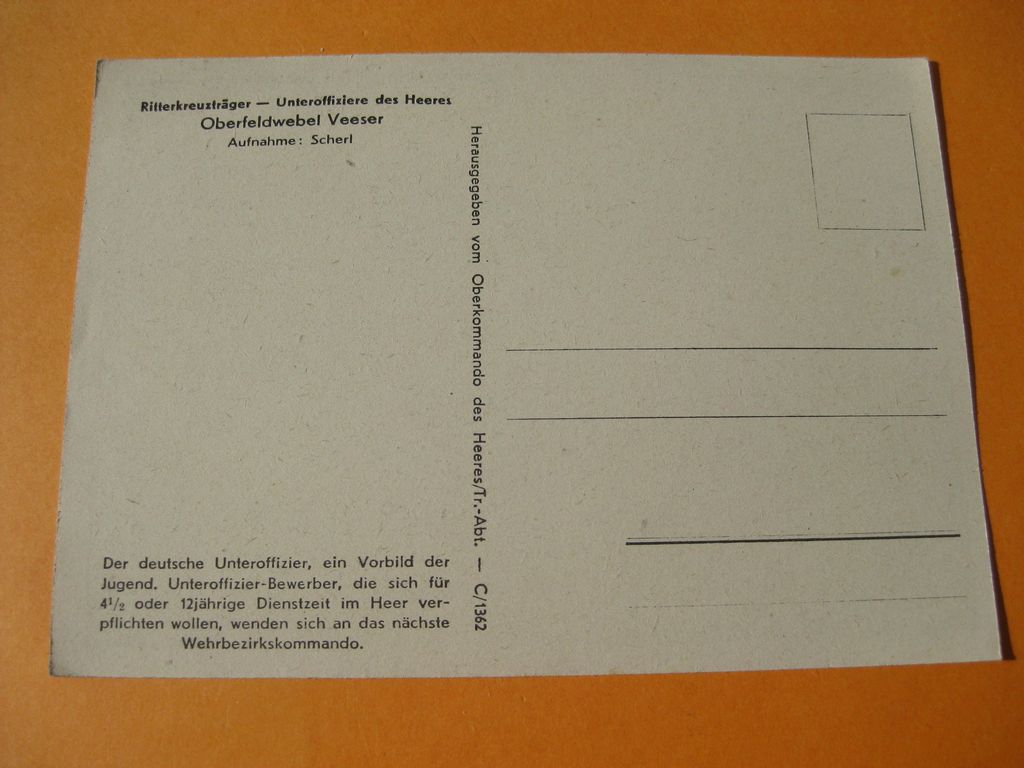 Ritterkreuzträger — Unteroffiziere des Heeres
Oberfeldwebel Veeser
Aufnahme: Scherl
Herausgegeben vom Oberkommando des Heeres/Tr.-Abt. — C/1362
Der deutsche Unteroffizier, ein Vorbild der
Jugend. Unteroffizier-Bewerber, die sich für
4½ oder 12jährige Dienstzeit im Heer ver-
pflichten wollen, wenden sich an das nächste
Wehrbezirkskommando.